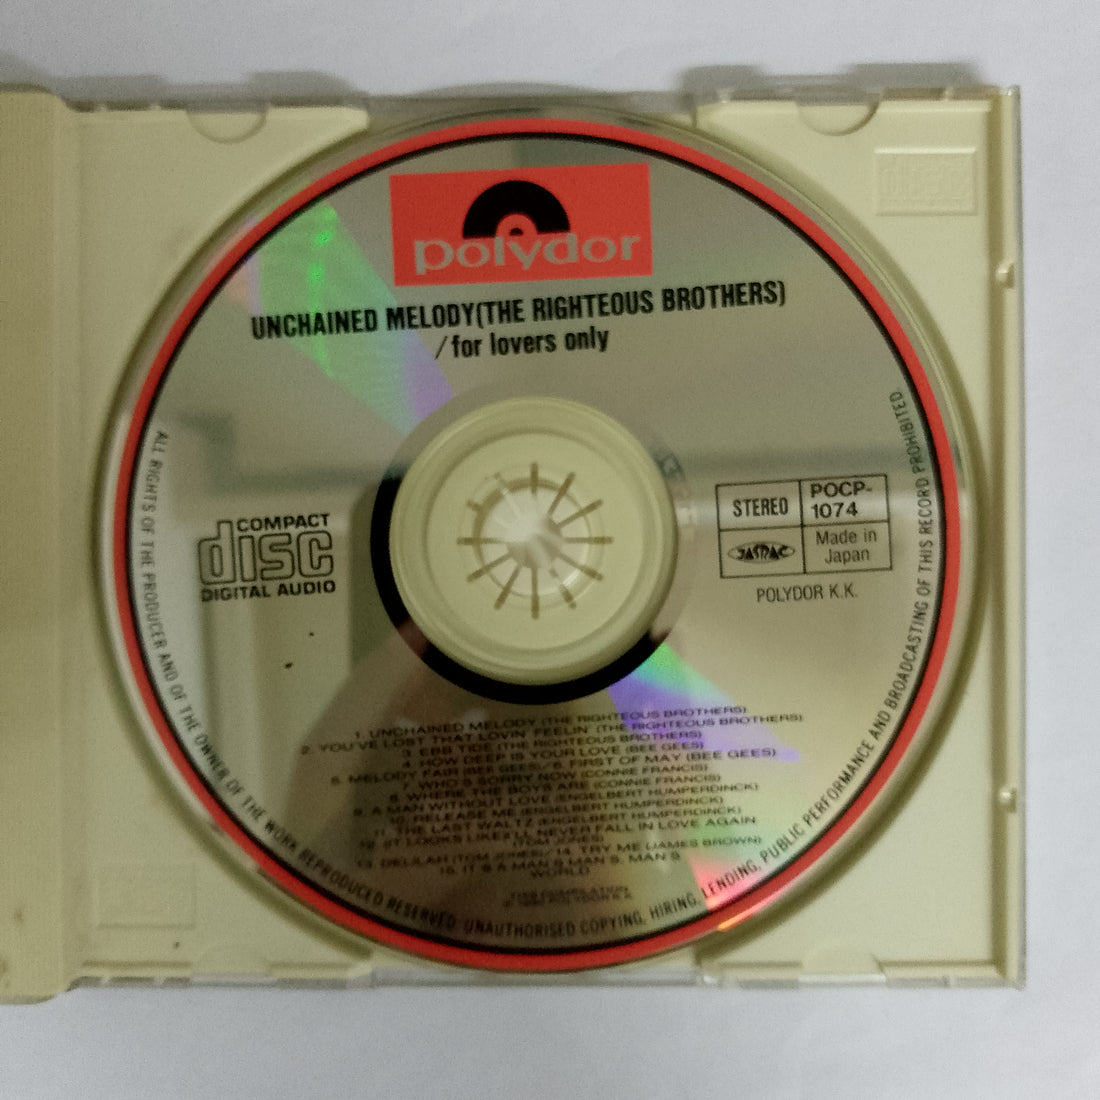 polydor
UNCHAINED MELODY(THE RIGHTEOUS BROTHERS)
/for lovers only
COMPACT
disc
DIGITAL AUDIO
STEREO
POCP-
1074
JASRAC
Made in
Japan
POLYDOR K.K.
1. UNCHAINED MELODY (THE RIGHTEOUS BROTHERS)
2. YOU'VE LOST THAT LOVIN' FEELIN' (THE RIGHTEOUS BROTHERS)
3. EBB TIDE (THE RIGHTEOUS BROTHERS)
4. HOW DEEP IS YOUR LOVE (BEE GEES)
5. MELODY FAIR (BEE GEES)/6. FIRST OF MAY (BEE GEES)
7. WHO'S SORRY NOW (CONNIE FRANCIS)
8. WHERE THE BOYS ARE (CONNIE FRANCIS)
9. A MAN WITHOUT LOVE (ENGELBERT HUMPERDINCK)
10. RELEASE ME (ENGELBERT HUMPERDINCK)
11. THE LAST WALTZ (ENGELBERT HUMPERDINCK)
12. (IT LOOKS LIKE) I'LL NEVER FALL IN LOVE AGAIN
(TOM JONES)
13. DELILAH (TOM JONES)/14. TRY ME (JAMES BROWN)
15. IT'S A MAN'S MAN'S MAN'S
WORLD
ALL RIGHTS OF THE PRODUCER AND OF THE OWNER OF THE WORK REPRODUCED RESERVED. UNAUTHORISED COPYING, HIRING, LENDING, PUBLIC PERFORMANCE AND BROADCASTING OF THIS RECORD PROHIBITED